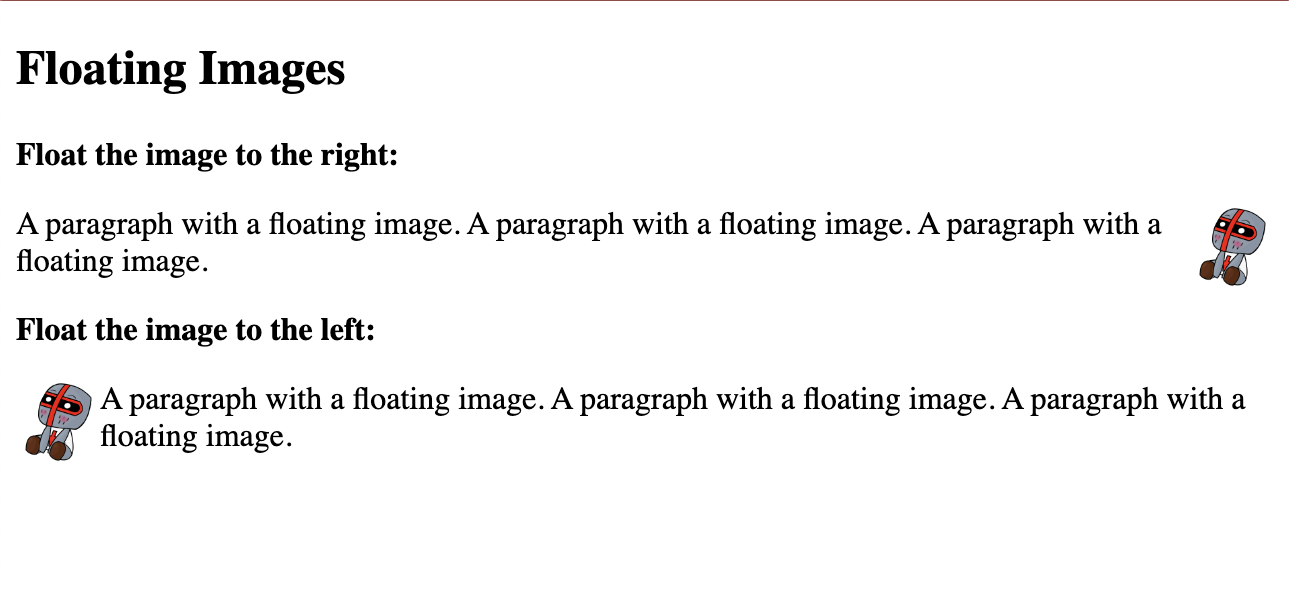 Floating Images
Float the image to the right:
A paragraph with a floating image. A paragraph with a floating image. A paragraph with a
floating image.
Float the image to the left:
A paragraph with a floating image. A paragraph with a floating image. A paragraph with a
floating image.